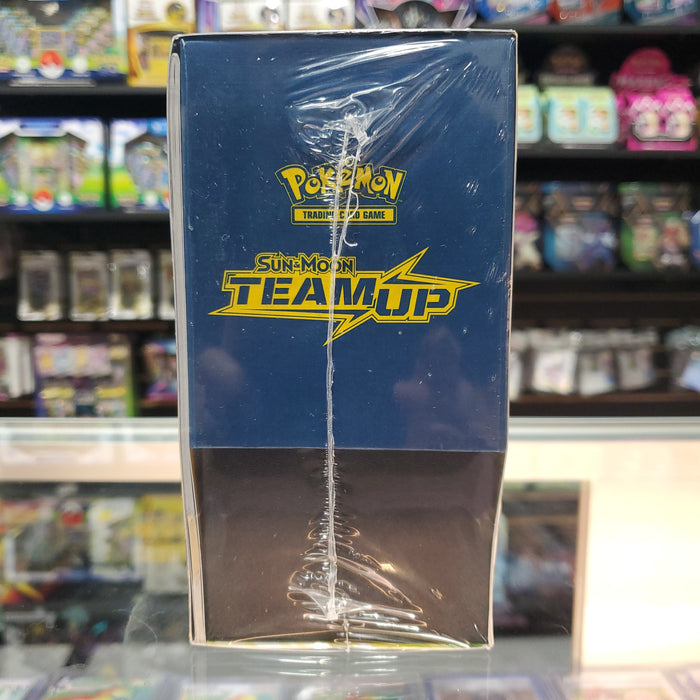 POKÉMON
TRADING CARD GAME
SUN & MOON
TEAM UP